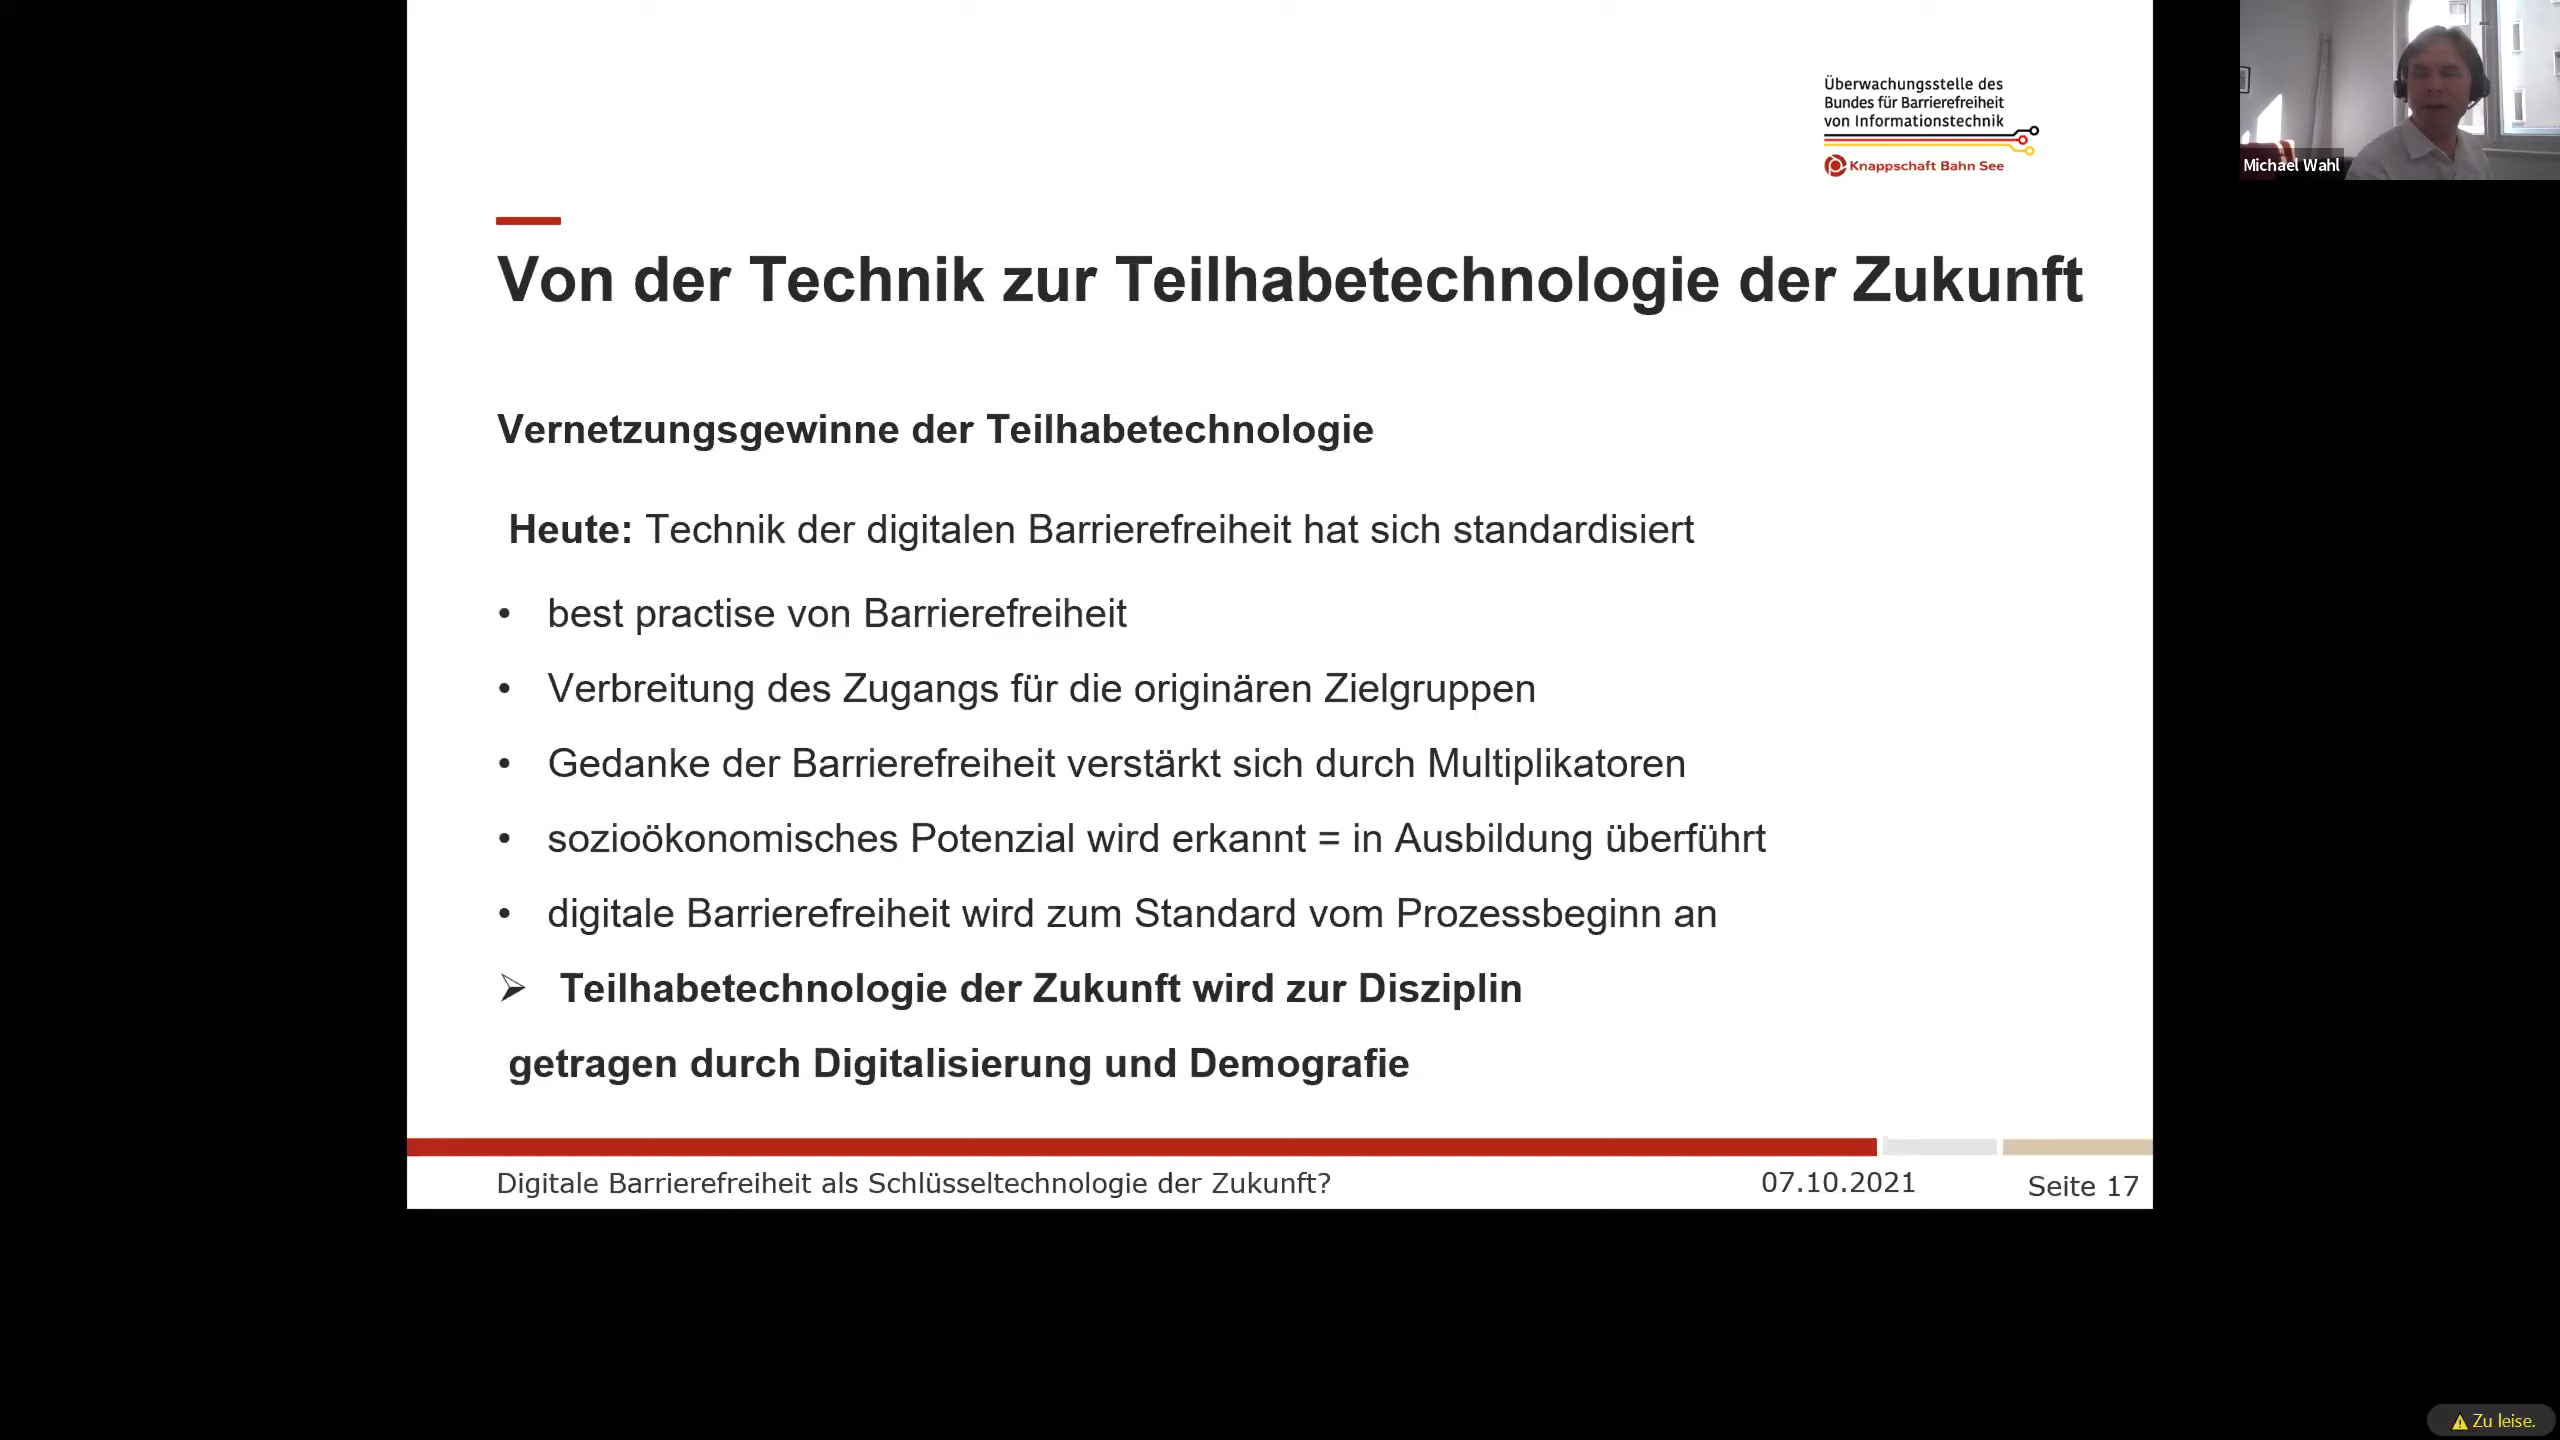 Überwachungsstelle des
Bundes für Barrierefreiheit
von Informationstechnik
Knappschaft Bahn See
Michael Wahl
Von der Technik zur Teilhabetechnologie der Zukunft
Vernetzungsgewinne der Teilhabetechnologie
Heute: Technik der digitalen Barrierefreiheit hat sich standardisiert
• best practise von Barrierefreiheit
• Verbreitung des Zugangs für die originären Zielgruppen
• Gedanke der Barrierefreiheit verstärkt sich durch Multiplikatoren
• sozioökonomisches Potenzial wird erkannt = in Ausbildung überführt
• digitale Barrierefreiheit wird zum Standard vom Prozessbeginn an
➢ Teilhabetechnologie der Zukunft wird zur Disziplin
getragen durch Digitalisierung und Demografie
Digitale Barrierefreiheit als Schlüsseltechnologie der Zukunft?
07.10.2021
Seite 17
Zu leise.